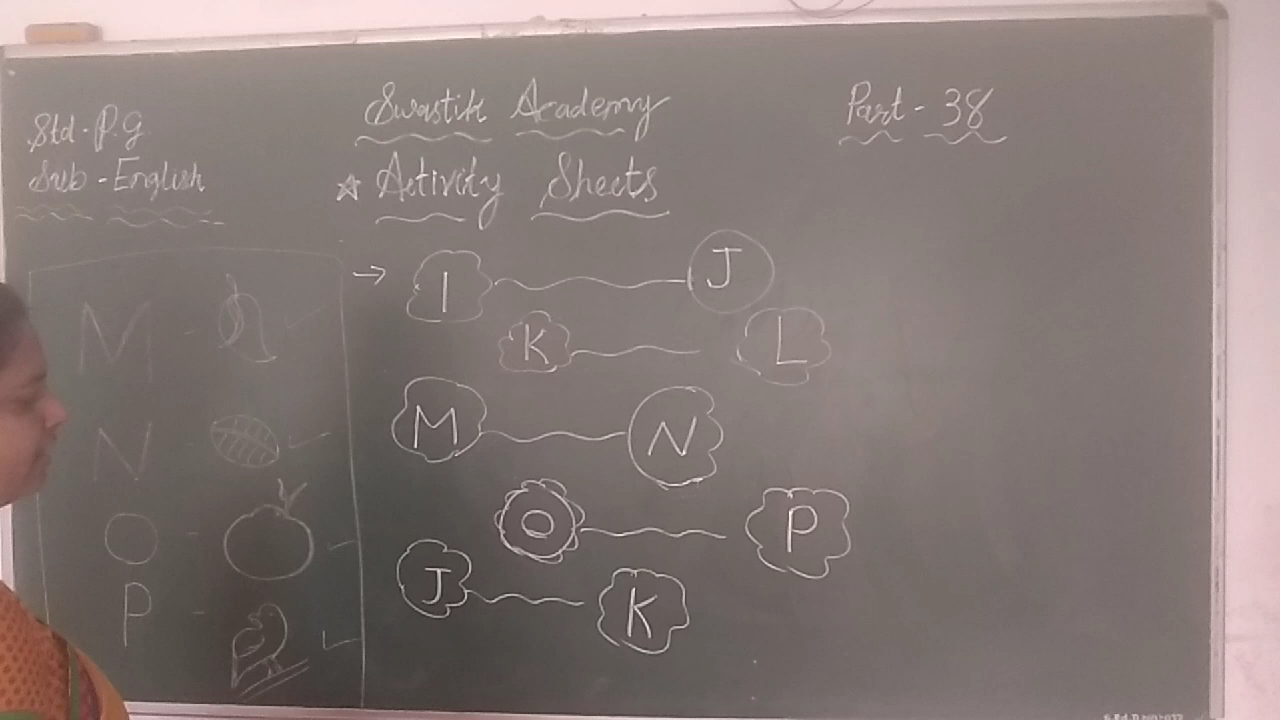 Swastik Academy
Part - 38
Std - P.G
Sub - English
☆ Activity Sheets
→ I J
K L
M N
O P
J K
M -
N -
O -
P -